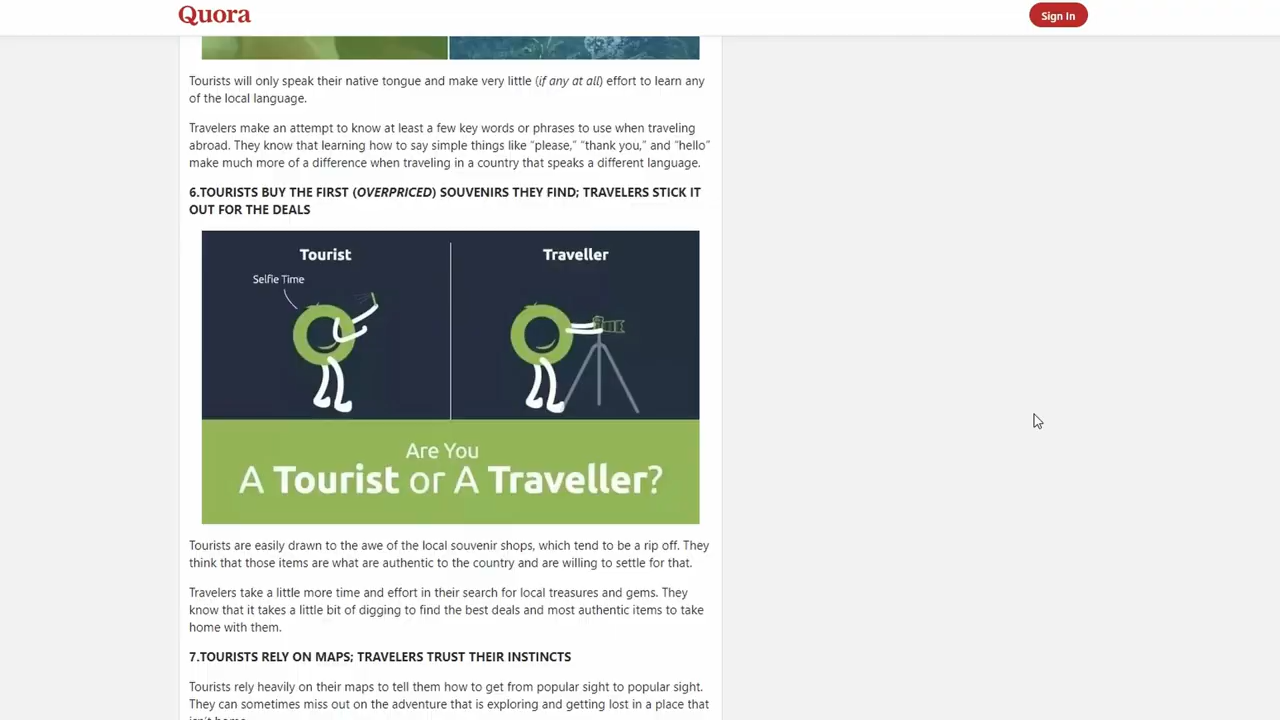 Quora
Sign In
Tourists will only speak their native tongue and make very little (if any at all) effort to learn any
of the local language.
Travelers make an attempt to know at least a few key words or phrases to use when traveling
abroad. They know that learning how to say simple things like “please,” “thank you,” and “hello”
make much more of a difference when traveling in a country that speaks a different language.
6.TOURISTS BUY THE FIRST (OVERPRICED) SOUVENIRS THEY FIND; TRAVELERS STICK IT
OUT FOR THE DEALS
Tourist
Traveller
Selfie Time
Are You
A Tourist or A Traveller?
Tourists are easily drawn to the awe of the local souvenir shops, which tend to be a rip off. They
think that those items are what are authentic to the country and are willing to settle for that.
Travelers take a little more time and effort in their search for local treasures and gems. They
know that it takes a little bit of digging to find the best deals and most authentic items to take
home with them.
7.TOURISTS RELY ON MAPS; TRAVELERS TRUST THEIR INSTINCTS
Tourists rely heavily on their maps to tell them how to get from popular sight to popular sight.
They can sometimes miss out on the adventure that is exploring and getting lost in a place that
isn't home